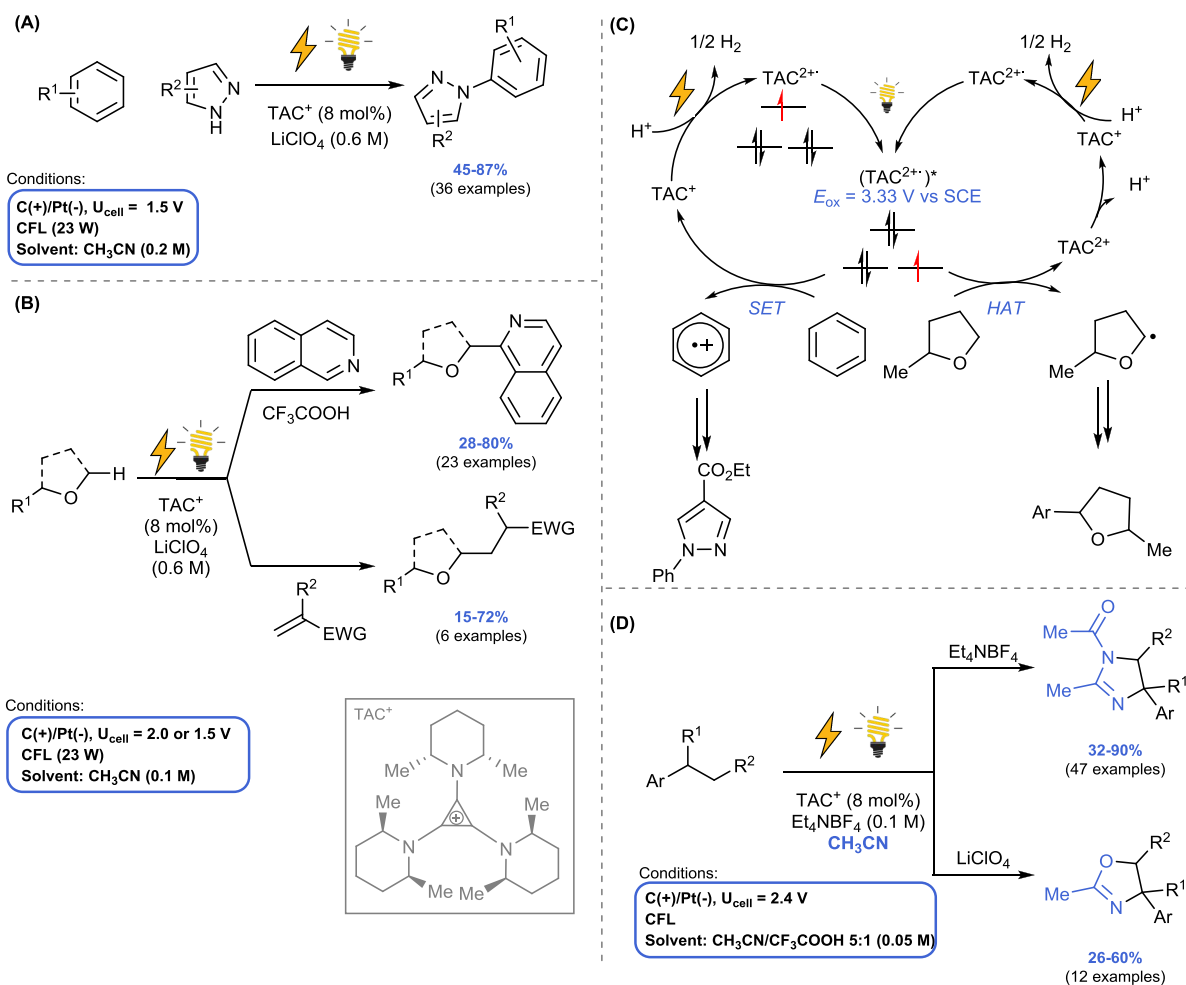 (A)
R1
R2
N
N
H
TAC+ (8 mol%)
LiClO4 (0.6 M)
R1
N
N
R2
45-87%
(36 examples)
Conditions:
C(+)/Pt(-), Ucell = 1.5 V
CFL (23 W)
Solvent: CH3CN (0.2 M)
(B)
R1
O
H
TAC+
(8 mol%)
LiClO4
(0.6 M)
N
CF3COOH
N
R1
O
28-80%
(23 examples)
R2
EWG
R2
EWG
R1
O
15-72%
(6 examples)
Conditions:
C(+)/Pt(-), Ucell = 2.0 or 1.5 V
CFL (23 W)
Solvent: CH3CN (0.1 M)
TAC+
Me
N
Me
Me
Me
N
N
Me
Me
(C)
1/2 H2
TAC2+·
H+
TAC+
1/2 H2
TAC2+·
H+
TAC+
H+
TAC2+
(TAC2+·)*
Eox = 3.33 V vs SCE
SET
HAT
•+
Me
O
Me
O
•
CO2Et
N
N
Ph
Ar
O
Me
(D)
R1
Ar
R2
TAC+ (8 mol%)
Et4NBF4 (0.1 M)
CH3CN
Et4NBF4
LiClO4
O
Me
N
R2
Me
N
R1
Ar
32-90%
(47 examples)
O
R2
Me
N
R1
Ar
26-60%
(12 examples)
Conditions:
C(+)/Pt(-), Ucell = 2.4 V
CFL
Solvent: CH3CN/CF3COOH 5:1 (0.05 M)